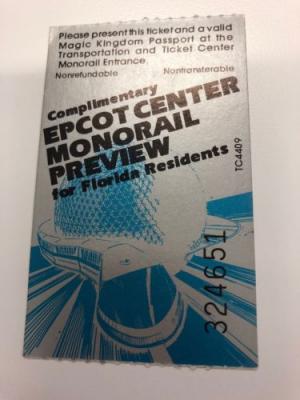 Please present this ticket and a valid
Magic Kingdom Passport at the
Transportation and Ticket Center
Monorail Entrance.
Nonrefundable Nontransferable
Complimentary
EPCOT CENTER
MONORAIL
PREVIEW
for Florida Residents
TC4409
324651